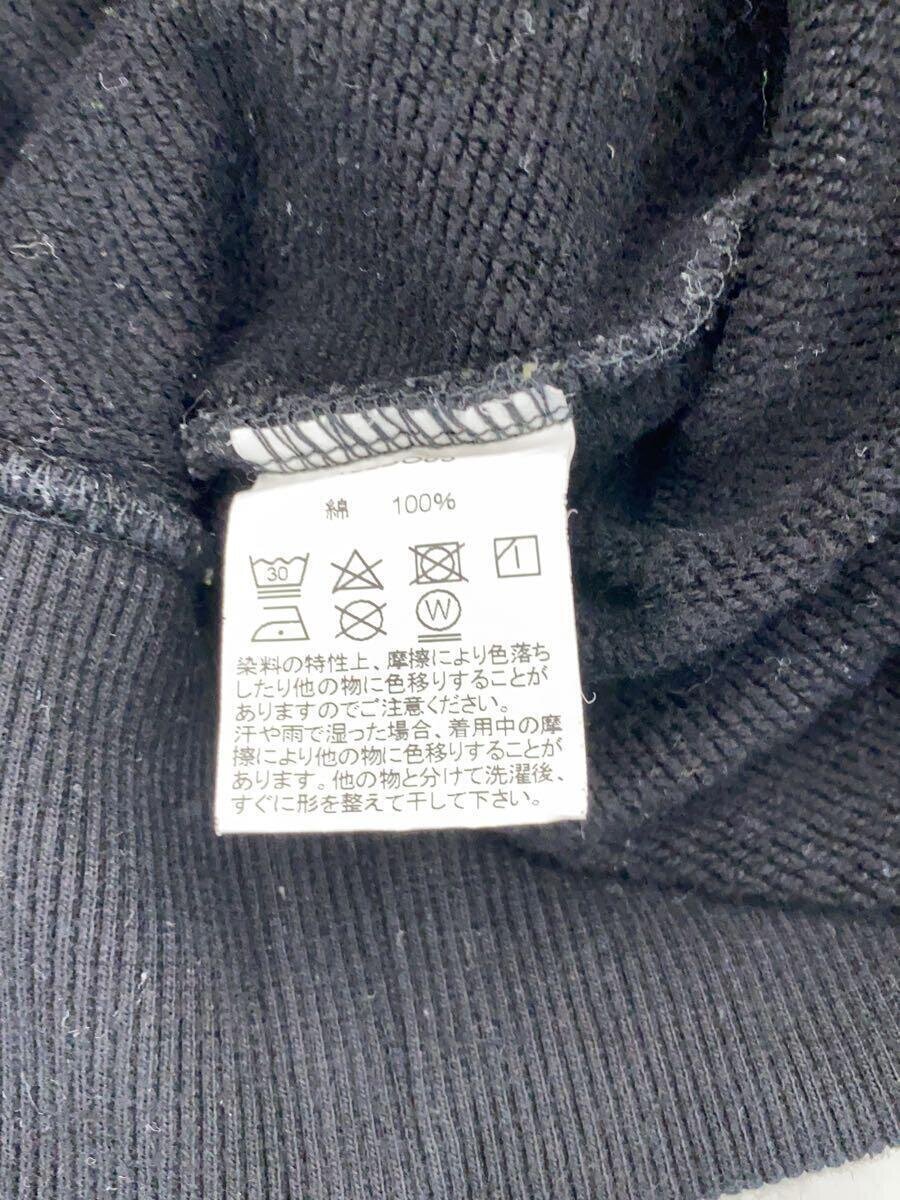 綿 100%
30
W
染料の特性上、摩擦により色落ち
したり他の物に色移りすることが
ありますのでご注意ください。
汗や雨で湿った場合、着用中の摩
擦により他の物に色移りすることが
あります。他の物と分けて洗濯後、
すぐに形を整えて干して下さい。